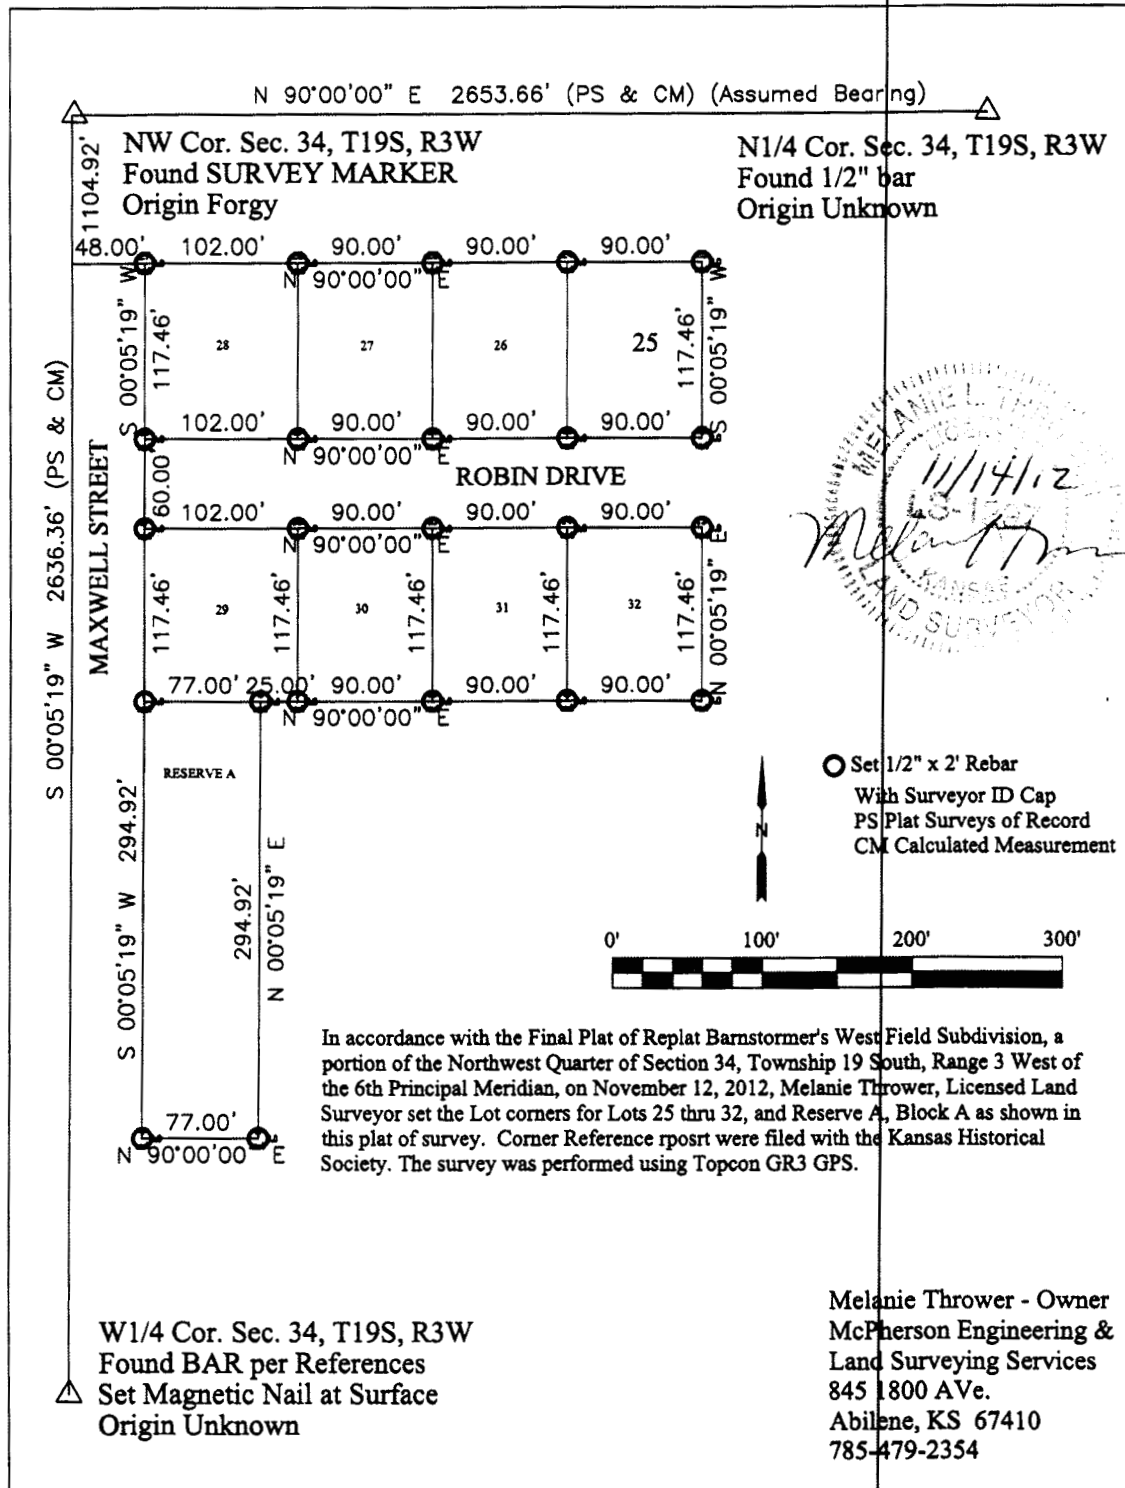 N 90°00'00" E 2653.66' (PS & CM) (Assumed Bearing)
NW Cor. Sec. 34, T19S, R3W
Found SURVEY MARKER
Origin Forgy
N1/4 Cor. Sec. 34, T19S, R3W
Found 1/2" bar
Origin Unknown
1104.92'
48.00' 102.00' 90.00' 90.00' 90.00'
N 90°00'00" E
S 00°05'19" W
117.46'
28 27 26 25
117.46'
S 00°05'19" W
102.00' 90.00' 90.00' 90.00'
N 90°00'00" E
ROBIN DRIVE
60.00'
102.00' 90.00' 90.00' 90.00'
N 90°00'00" E
MAXWELL STREET
S 00°05'19" W 2636.36' (PS & CM)
117.46' 117.46' 117.46' 117.46' 117.46'
29 30 31 32
N 00°05'19" E
77.00' 25.00' 90.00' 90.00' 90.00'
N 90°00'00" E
RESERVE A
S 00°05'19" W 294.92'
294.92'
N 00°05'19" E
77.00'
N 90°00'00 E
MELANIE L.
11/14/12
KANSAS
LAND SURVEYOR
Set 1/2" x 2' Rebar
With Surveyor ID Cap
PS Plat Surveys of Record
CM Calculated Measurement
N
0' 100' 200' 300'
In accordance with the Final Plat of Replat Barnstormer's West Field Subdivision, a
portion of the Northwest Quarter of Section 34, Township 19 South, Range 3 West of
the 6th Principal Meridian, on November 12, 2012, Melanie Thrower, Licensed Land
Surveyor set the Lot corners for Lots 25 thru 32, and Reserve A, Block A as shown in
this plat of survey. Corner Reference rposrt were filed with the Kansas Historical
Society. The survey was performed using Topcon GR3 GPS.
W1/4 Cor. Sec. 34, T19S, R3W
Found BAR per References
Set Magnetic Nail at Surface
Origin Unknown
Melanie Thrower - Owner
McPherson Engineering &
Land Surveying Services
845 1800 AVe.
Abilene, KS 67410
785-479-2354